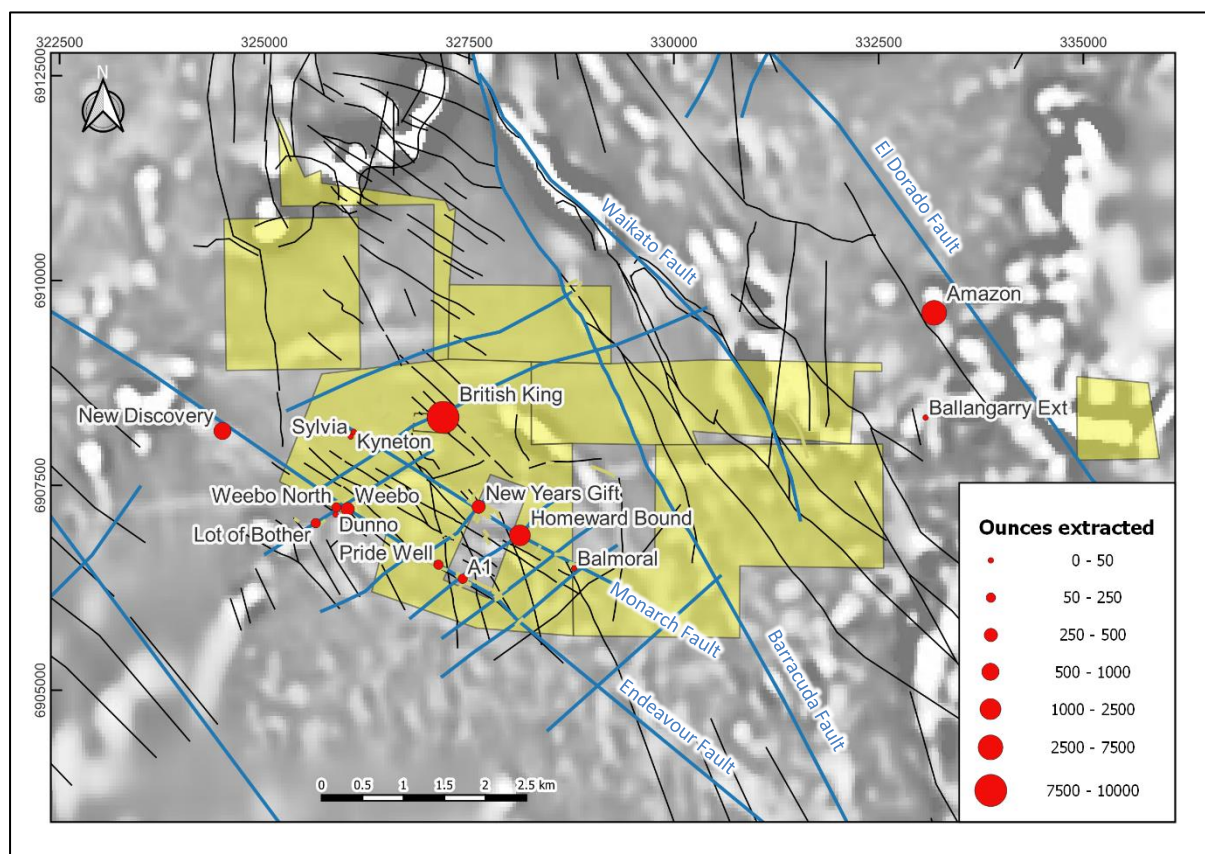 322500
325000
327500
330000
332500
335000
6912500
N
El Dorado Fault
Waikato Fault
6910000
Amazon
British King
Ballangarry Ext
New Discovery
Sylvia
Kyneton
6907500
Weebo North
Weebo
New Years Gift
Dunno
Homeward Bound
Lot of Bother
Pride Well
A1
Balmoral
Monarch Fault
Barracuda Fault
Endeavour Fault
6905000
0 0.5 1 1.5 2 2.5 km
Ounces extracted
0 - 50
50 - 250
250 - 500
500 - 1000
1000 - 2500
2500 - 7500
7500 - 10000